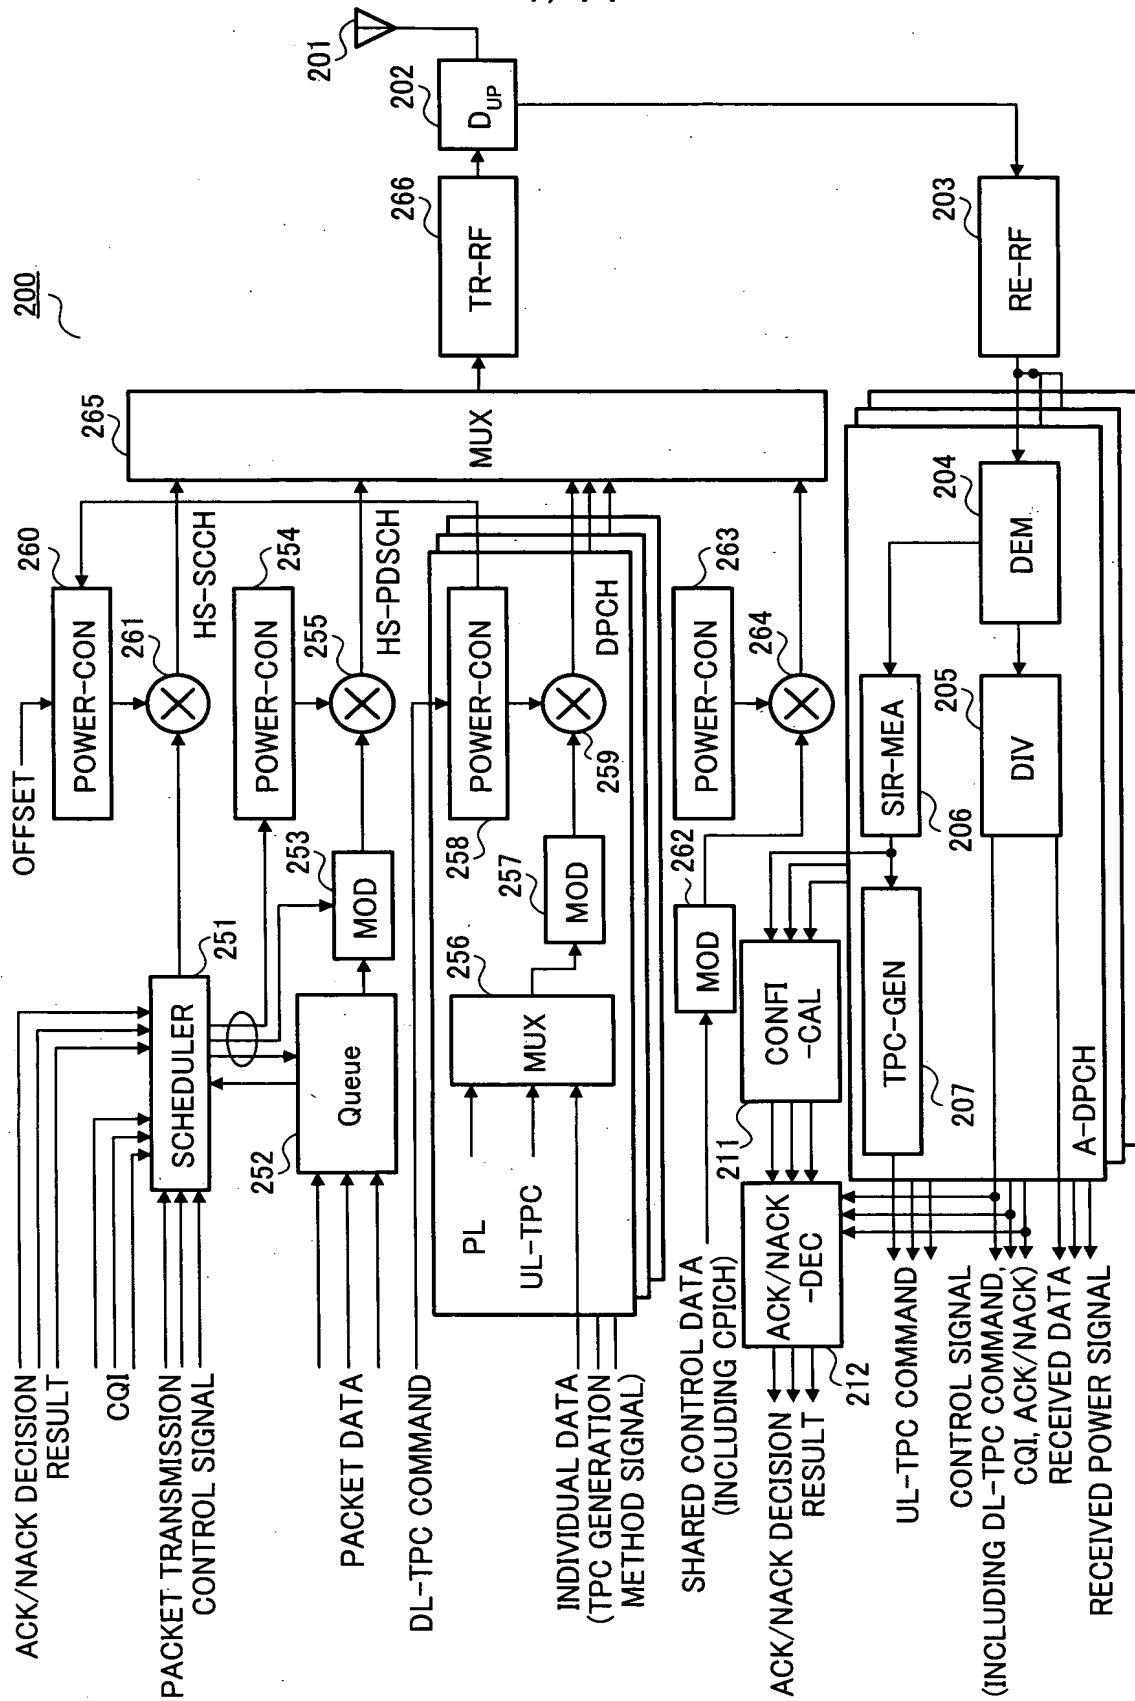 200
ACK/NACK DECISION
RESULT
CQI
PACKET TRANSMISSION
CONTROL SIGNAL
OFFSET
SCHEDULER
251
POWER-CON
260
261
HS-SCCH
PACKET DATA
Queue
252
MOD
253
POWER-CON
254
255
HS-PDSCH
DL-TPC COMMAND
PL
UL-TPC
INDIVIDUAL DATA
(TPC GENERATION
METHOD SIGNAL)
MUX
256
MOD
257
POWER-CON
258
259
DPCH
SHARED CONTROL DATA
(INCLUDING CPICH)
MOD
262
POWER-CON
263
264
MUX
265
TR-RF
266
DUP
202
201
RE-RF
203
ACK/NACK DECISION
RESULT
ACK/NACK
-DEC
212
CONFI
-CAL
211
UL-TPC COMMAND
TPC-GEN
207
SIR-MEA
206
DEM
204
DIV
205
A-DPCH
CONTROL SIGNAL
(INCLUDING DL-TPC COMMAND,
CQI, ACK/NACK)
RECEIVED DATA
RECEIVED POWER SIGNAL